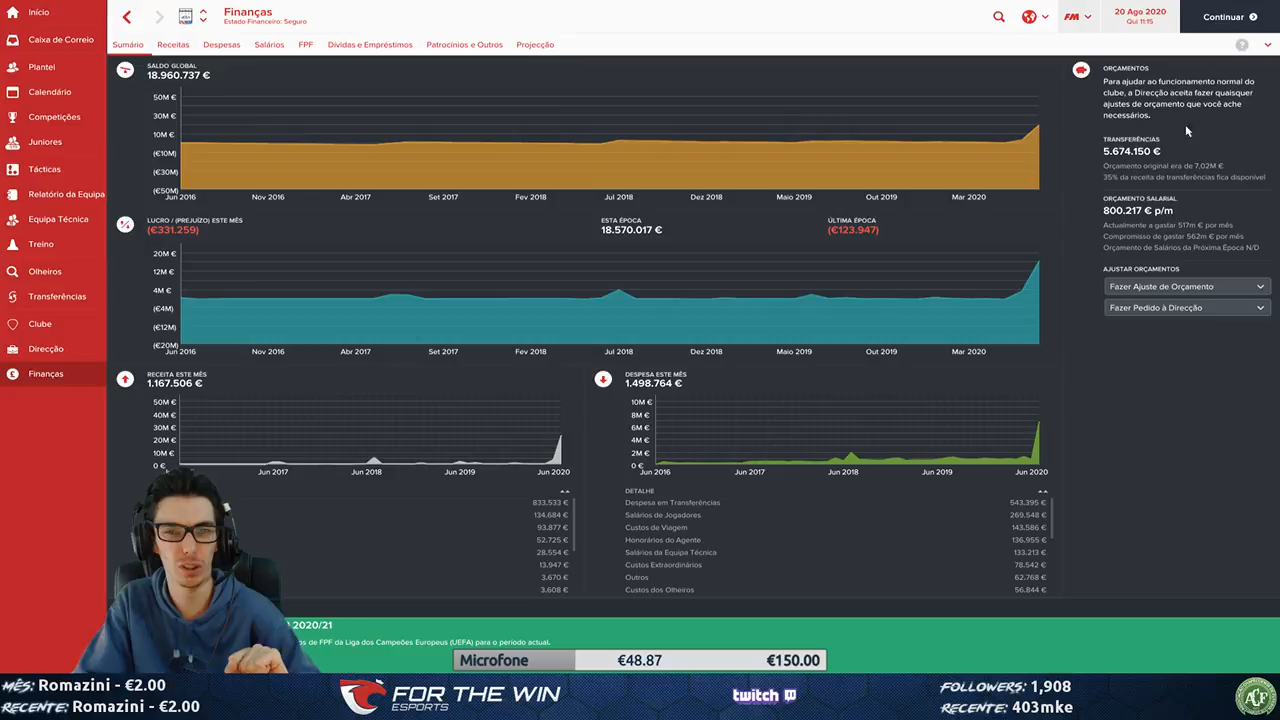 Início
Caixa de Correio
Plantel
Calendário
Competições
Juniores
Tácticas
Relatório da Equipa
Equipa Técnica
Treino
Olheiros
Transferências
Clube
Direcção
Finanças
Finanças
Estado Financeiro: Seguro
FM
20 Ago 2020
Qui 11:15
Continuar
Sumário Receitas Despesas Salários FPF Dívidas e Empréstimos Patrocínios e Outros Projecção
SALDO GLOBAL
18.960.737 €
50M €
30M €
10M €
(€10M)
(€30M)
(€50M)
Jun 2016 Nov 2016 Abr 2017 Set 2017 Fev 2018 Jul 2018 Dez 2018 Maio 2019 Out 2019 Mar 2020
LUCRO / (PREJUÍZO) ESTE MÊS
(€331.259)
ESTA ÉPOCA
18.570.017 €
ÚLTIMA ÉPOCA
(€123.947)
20M €
12M €
4M €
(€4M)
(€12M)
(€20M)
Jun 2016 Nov 2016 Abr 2017 Set 2017 Fev 2018 Jul 2018 Dez 2018 Maio 2019 Out 2019 Mar 2020
RECEITA ESTE MÊS
1.167.506 €
50M €
40M €
30M €
20M €
10M €
0 €
Jun 2017 Jun 2018 Jun 2019 Jun 2020
833.533 €
134.684 €
93.877 €
52.725 €
28.554 €
13.947 €
3.670 €
3.608 €
DESPESA ESTE MÊS
1.498.764 €
10M €
8M €
6M €
4M €
2M €
0 €
Jun 2016 Jun 2017 Jun 2018 Jun 2019 Jun 2020
DETALHE
Despesa em Transferências 543.395 €
Salários de Jogadores 269.548 €
Custos de Viagem 143.586 €
Honorários do Agente 136.955 €
Salários da Equipa Técnica 133.213 €
Custos Extraordinários 78.542 €
Outros 62.768 €
Custos dos Olheiros 56.844 €
ORÇAMENTOS
Para ajudar ao funcionamento normal do
clube, a Direcção aceita fazer quaisquer
ajustes de orçamento que você ache
necessários.
TRANSFERÊNCIAS
5.674.150 €
Orçamento original era de 7,02M €
35% da receita de transferências fica disponível
ORÇAMENTO SALARIAL
800.217 € p/m
Actualmente a gastar 517m € por mês
Compromisso de gastar 562m € por mês
Orçamento de Salários da Próxima Época N/D
AJUSTAR ORÇAMENTOS
Fazer Ajuste de Orçamento
Fazer Pedido à Direcção
2020/21
os de FPF da Liga dos Campeões Europeus (UEFA) para o período actual.
Microfone €48.87 €150.00
MÊS: Romazini - €2.00
RECENTE: Romazini - €2.00
FOR THE WIN
ESPORTS
twitch
FOLLOWERS: 1,908
RECENTE: 403mke
ACF